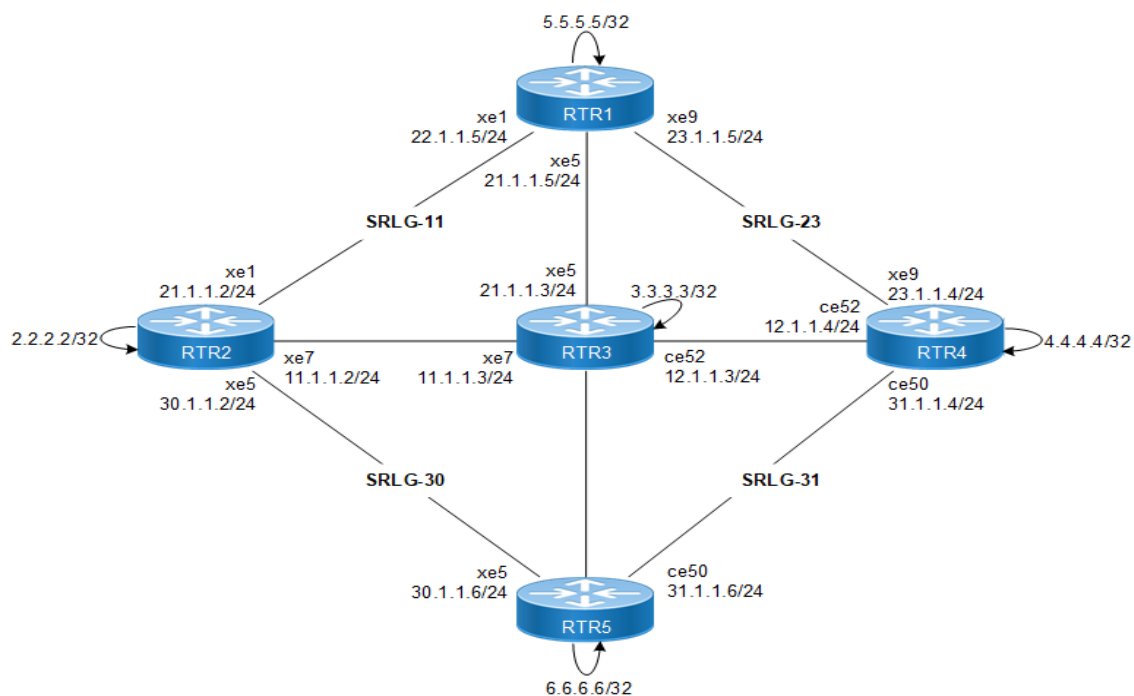 5.5.5.5/32
RTR1
xe1
22.1.1.5/24
xe9
23.1.1.5/24
xe5
21.1.1.5/24
SRLG-11
SRLG-23
xe1
21.1.1.2/24
xe5
21.1.1.3/24
3.3.3.3/32
xe9
23.1.1.4/24
ce52
12.1.1.4/24
2.2.2.2/32
RTR2
RTR3
RTR4
4.4.4.4/32
xe7
11.1.1.2/24
xe7
11.1.1.3/24
ce52
12.1.1.3/24
xe5
30.1.1.2/24
ce50
31.1.1.4/24
SRLG-30
SRLG-31
xe5
30.1.1.6/24
ce50
31.1.1.6/24
RTR5
6.6.6.6/32